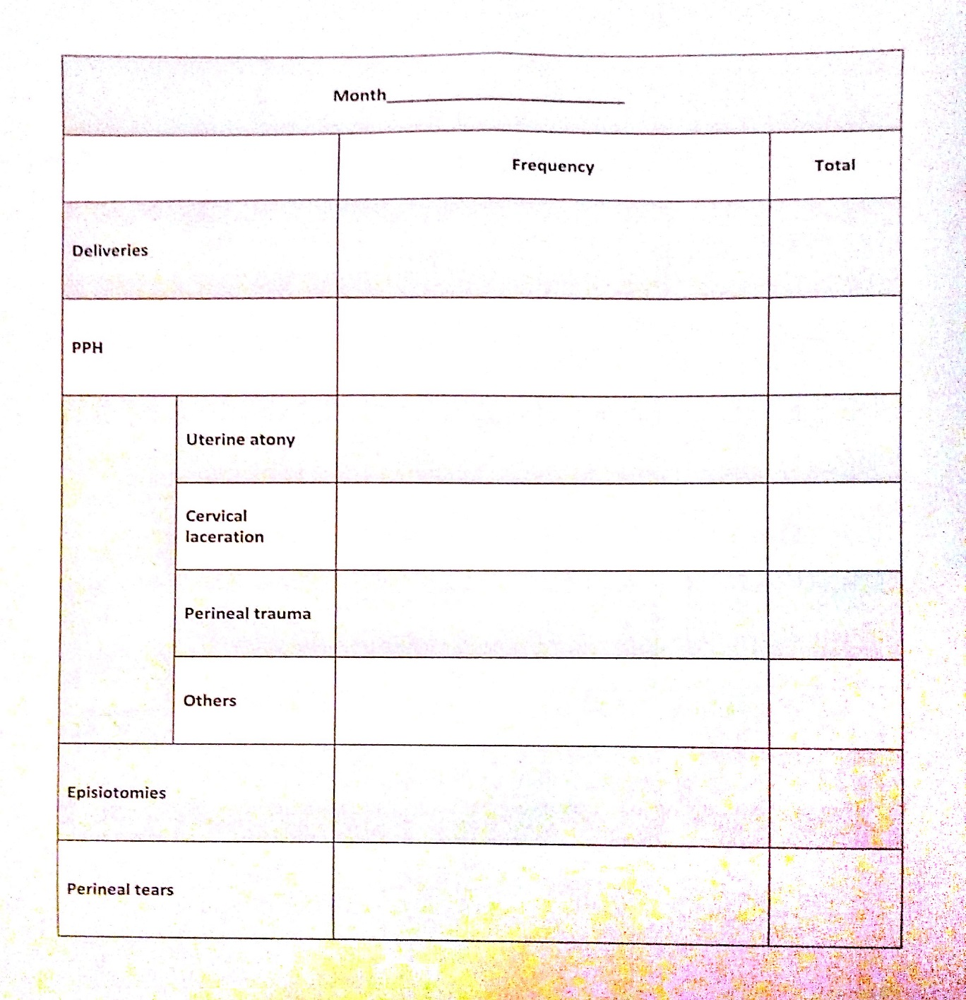 Month____________________
Frequency Total
Deliveries
PPH
Uterine atony
Cervical
laceration
Perineal trauma
Others
Episiotomies
Perineal tears